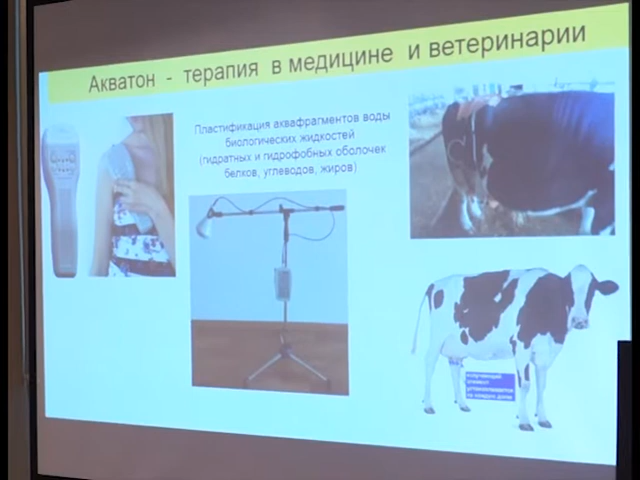 Акватон - терапия в медицине и ветеринарии
Пластификация аквафрагментов воды
биологических жидкостей
(гидратных и гидрофобных оболочек
белков, углеводов, жиров)